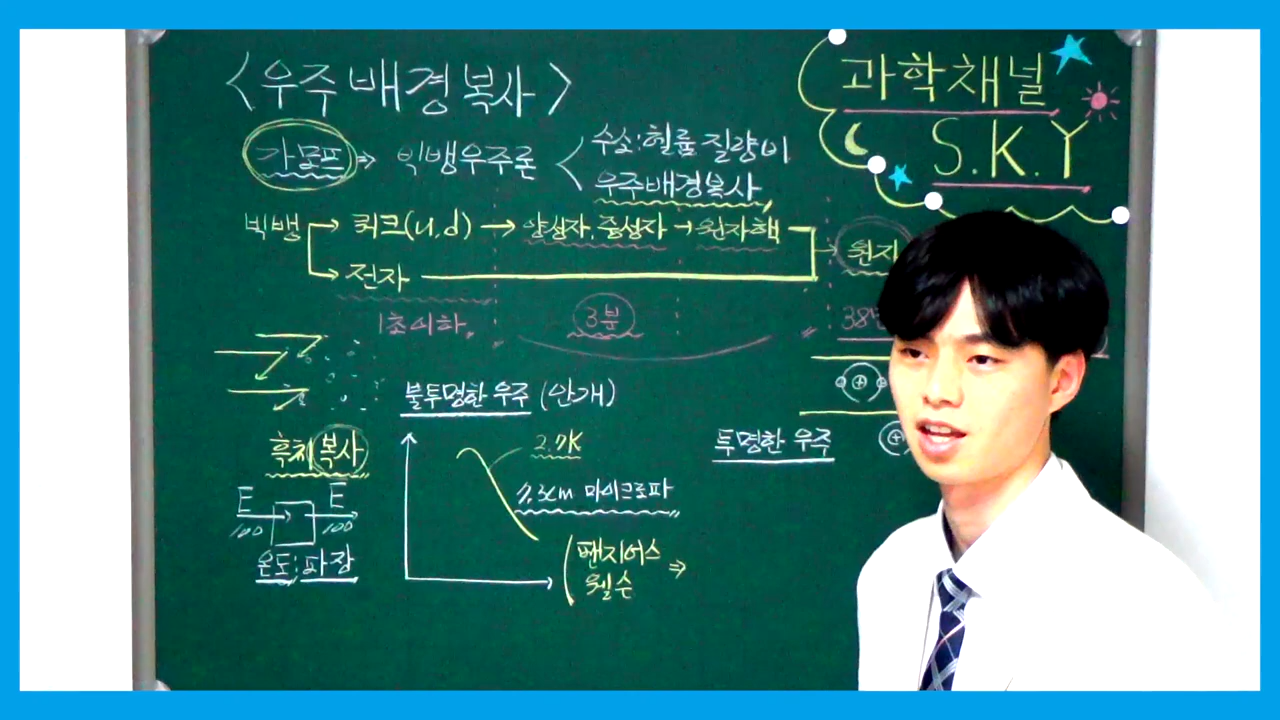 <우주배경복사>
과학채널
S.K.Y
가모프 ⇒ 빅뱅우주론 <
수소:헬륨 질량비
우주배경복사
빅뱅 → 쿼크(u,d) → 양성자, 중성자 → 원자핵 → 원자
→ 전자
1초이하
3분
불투명한 우주 (안개)
투명한 우주
흑체복사
E E
100 100
온도:파장
2.7K
7.3cm 마이크로파
펜지어스 ⇒
윌슨